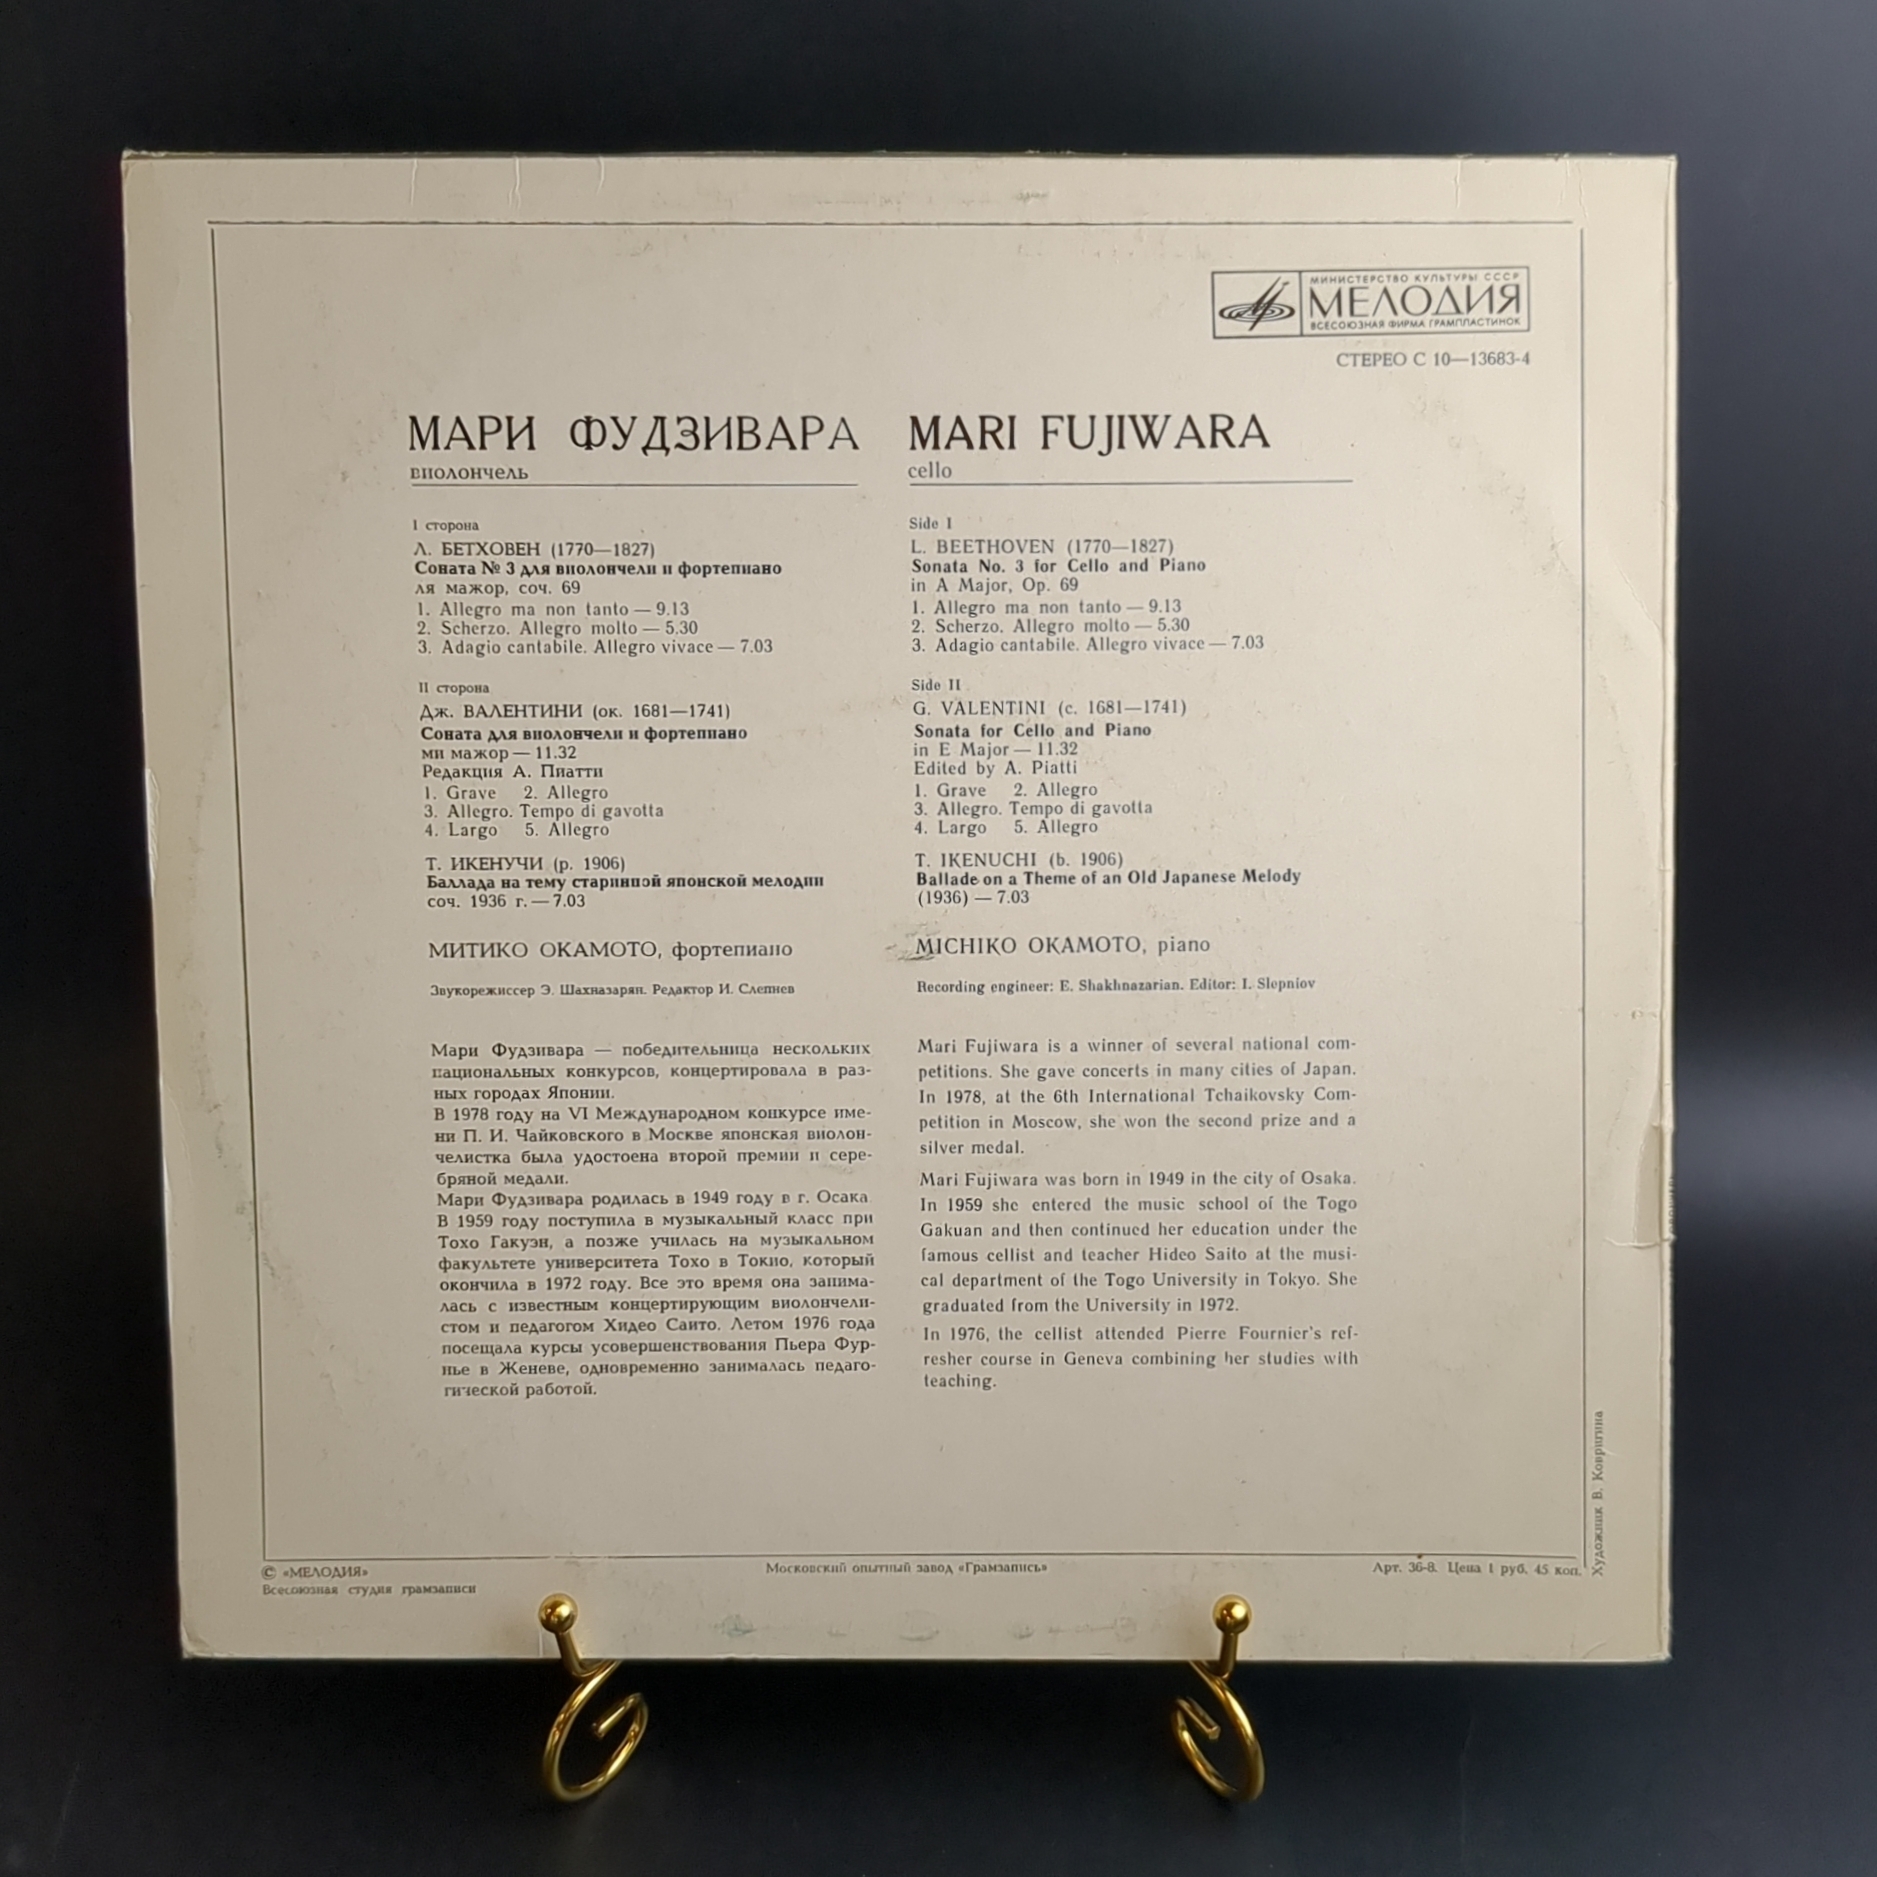 МИНИСТЕРСТВО КУЛЬТУРЫ СССР
МЕЛОДИЯ
ВСЕСОЮЗНАЯ ФИРМА ГРАМПЛАСТИНОК
СТЕРЕО С 10—13683-4
МАРИ ФУДЗИВАРА
виолончель
I сторона
Л. БЕТХОВЕН (1770—1827)
Соната № 3 для виолончели и фортепиано
ля мажор, соч. 69
1. Allegro ma non tanto — 9.13
2. Scherzo. Allegro molto — 5.30
3. Adagio cantabile. Allegro vivace — 7.03
II сторона
Дж. ВАЛЕНТИНИ (ок. 1681—1741)
Соната для виолончели и фортепиано
ми мажор — 11.32
Редакция А. Пиатти
1. Grave 2. Allegro
3. Allegro. Tempo di gavotta
4. Largo 5. Allegro
Т. ИКЕНУЧИ (р. 1906)
Баллада на тему старинной японской мелодии
соч. 1936 г. — 7.03
МИТИКО ОКАМОТО, фортепиано
Звукорежиссер Э. Шахназарян. Редактор И. Слепнев
Мари Фудзивара — победительница нескольких
национальных конкурсов, концертировала в раз-
ных городах Японии.
В 1978 году на VI Международном конкурсе име-
ни П. И. Чайковского в Москве японская виолон-
челистка была удостоена второй премии и сере-
бряной медали.
Мари Фудзивара родилась в 1949 году в г. Осака
В 1959 году поступила в музыкальный класс при
Тохо Гакуэн, а позже училась на музыкальном
факультете университета Тохо в Токио, который
окончила в 1972 году. Все это время она занима-
лась с известным концертирующим виолончели-
стом и педагогом Хидео Саито. Летом 1976 года
посещала курсы усовершенствования Пьера Фур-
нье в Женеве, одновременно занималась педаго-
гической работой.
MARI FUJIWARA
cello
Side I
L. BEETHOVEN (1770—1827)
Sonata No. 3 for Cello and Piano
in A Major, Op. 69
1. Allegro ma non tanto — 9.13
2. Scherzo. Allegro molto — 5.30
3. Adagio cantabile. Allegro vivace — 7.03
Side II
G. VALENTINI (c. 1681—1741)
Sonata for Cello and Piano
in E Major — 11.32
Edited by A. Piatti
1. Grave 2. Allegro
3. Allegro. Tempo di gavotta
4. Largo 5. Allegro
T. IKENUCHI (b. 1906)
Ballade on a Theme of an Old Japanese Melody
(1936) — 7.03
MICHIKO OKAMOTO, piano
Recording engineer: E. Shakhnazarian. Editor: I. Slepniov
Mari Fujiwara is a winner of several national com-
petitions. She gave concerts in many cities of Japan.
In 1978, at the 6th International Tchaikovsky Com-
petition in Moscow, she won the second prize and a
silver medal.
Mari Fujiwara was born in 1949 in the city of Osaka.
In 1959 she entered the music school of the Togo
Gakuan and then continued her education under the
famous cellist and teacher Hideo Saito at the musi-
cal department of the Togo University in Tokyo. She
graduated from the University in 1972.
In 1976, the cellist attended Pierre Fournier's ref-
resher course in Geneva combining her studies with
teaching.
Художник В. Ковригина
© «МЕЛОДИЯ»
Всесоюзная студия грамзаписи
Московский опытный завод «Грамзапись»
Арт. 36-8. Цена 1 руб. 45 коп.